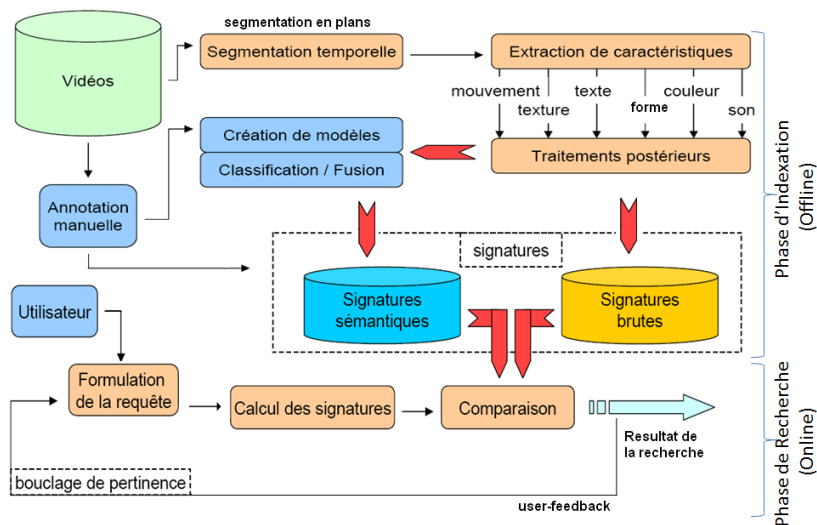 segmentation en plans
Vidéos
Segmentation temporelle
Extraction de caractéristiques
mouvement
texture
texte
forme
couleur
son
Création de modèles
Classification / Fusion
Traitements postérieurs
Annotation
manuelle
signatures
Signatures
sémantiques
Signatures
brutes
Phase d'Indexation
(Offline)
Utilisateur
Formulation
de la requête
Calcul des signatures
Comparaison
Resultat de
la recherche
bouclage de pertinence
user-feedback
Phase de Recherche
(Online)